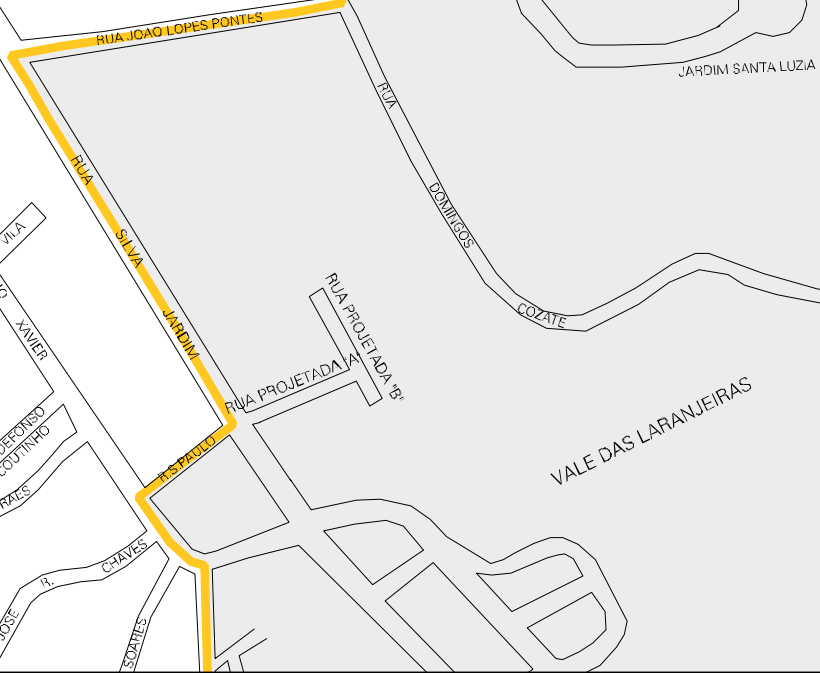 RUA JOAO LOPES PONTES
JARDIM SANTA LUZIA
RUA DOMINGOS COZATE
RUA SILVA JARDIM
VILA
XAVIER
RUA PROJETADA "A"
RUA PROJETADA "B"
VALE DAS LARANJEIRAS
R.S.PAULO
COUTINHO
R. CHAVES
JOSE
SOARES